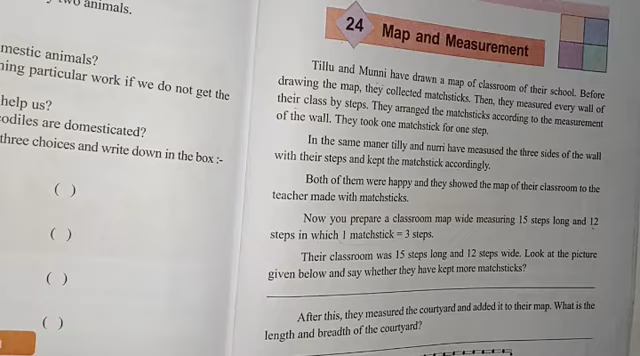 two animals.
mestic animals?
ning particular work if we do not get the
help us?
codiles are domesticated?
three choices and write down in the box :-
( )
( )
( )
( )
24 Map and Measurement
Tillu and Munni have drawn a map of classroom of their school. Before
drawing the map, they collected matchsticks. Then, they measured every wall of
their class by steps. They arranged the matchsticks according to the measurement
of the wall. They took one matchstick for one step.
In the same maner tilly and nurri have meassused the three sides of the wall
with their steps and kept the matchstick accordingly.
Both of them were happy and they showed the map of their classroom to the
teacher made with matchsticks.
Now you prepare a classroom map wide measuring 15 steps long and 12
steps in which 1 matchstick = 3 steps.
Their classroom was 15 steps long and 12 steps wide. Look at the picture
given below and say whether they have kept more matchsticks?
After this, they measured the courtyard and added it to their map. What is the
length and breadth of the courtyard?